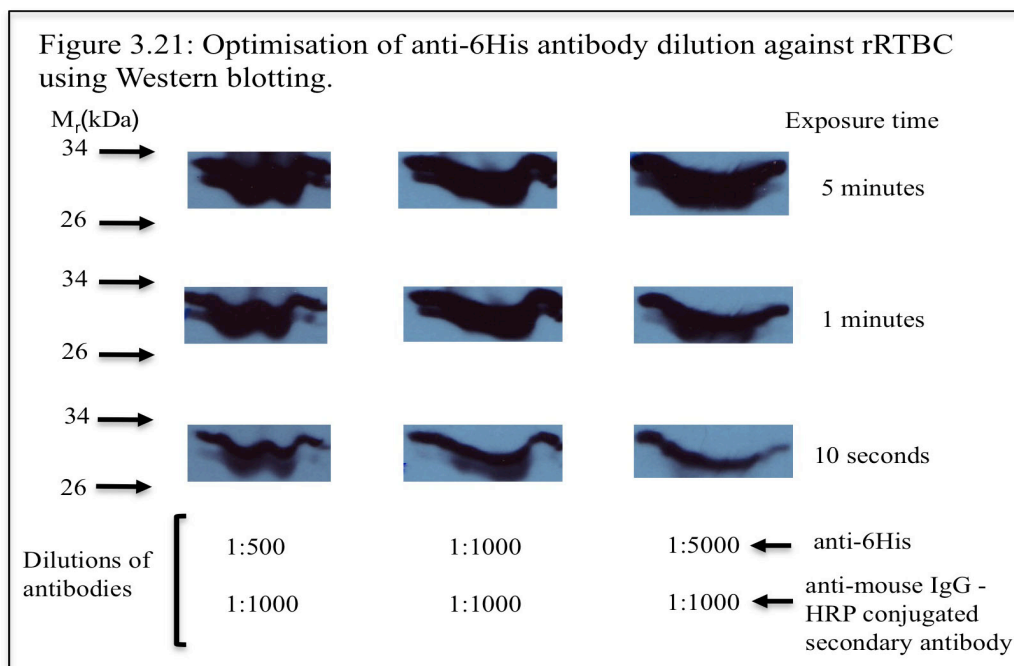 Figure 3.21: Optimisation of anti-6His antibody dilution against rRTBC
using Western blotting.
Mr(kDa)
Exposure time
34
5 minutes
26
34
1 minutes
26
34
10 seconds
26
Dilutions of
antibodies
1:500 1:1000 1:5000 anti-6His
1:1000 1:1000 1:1000 anti-mouse IgG -
HRP conjugated
secondary antibody